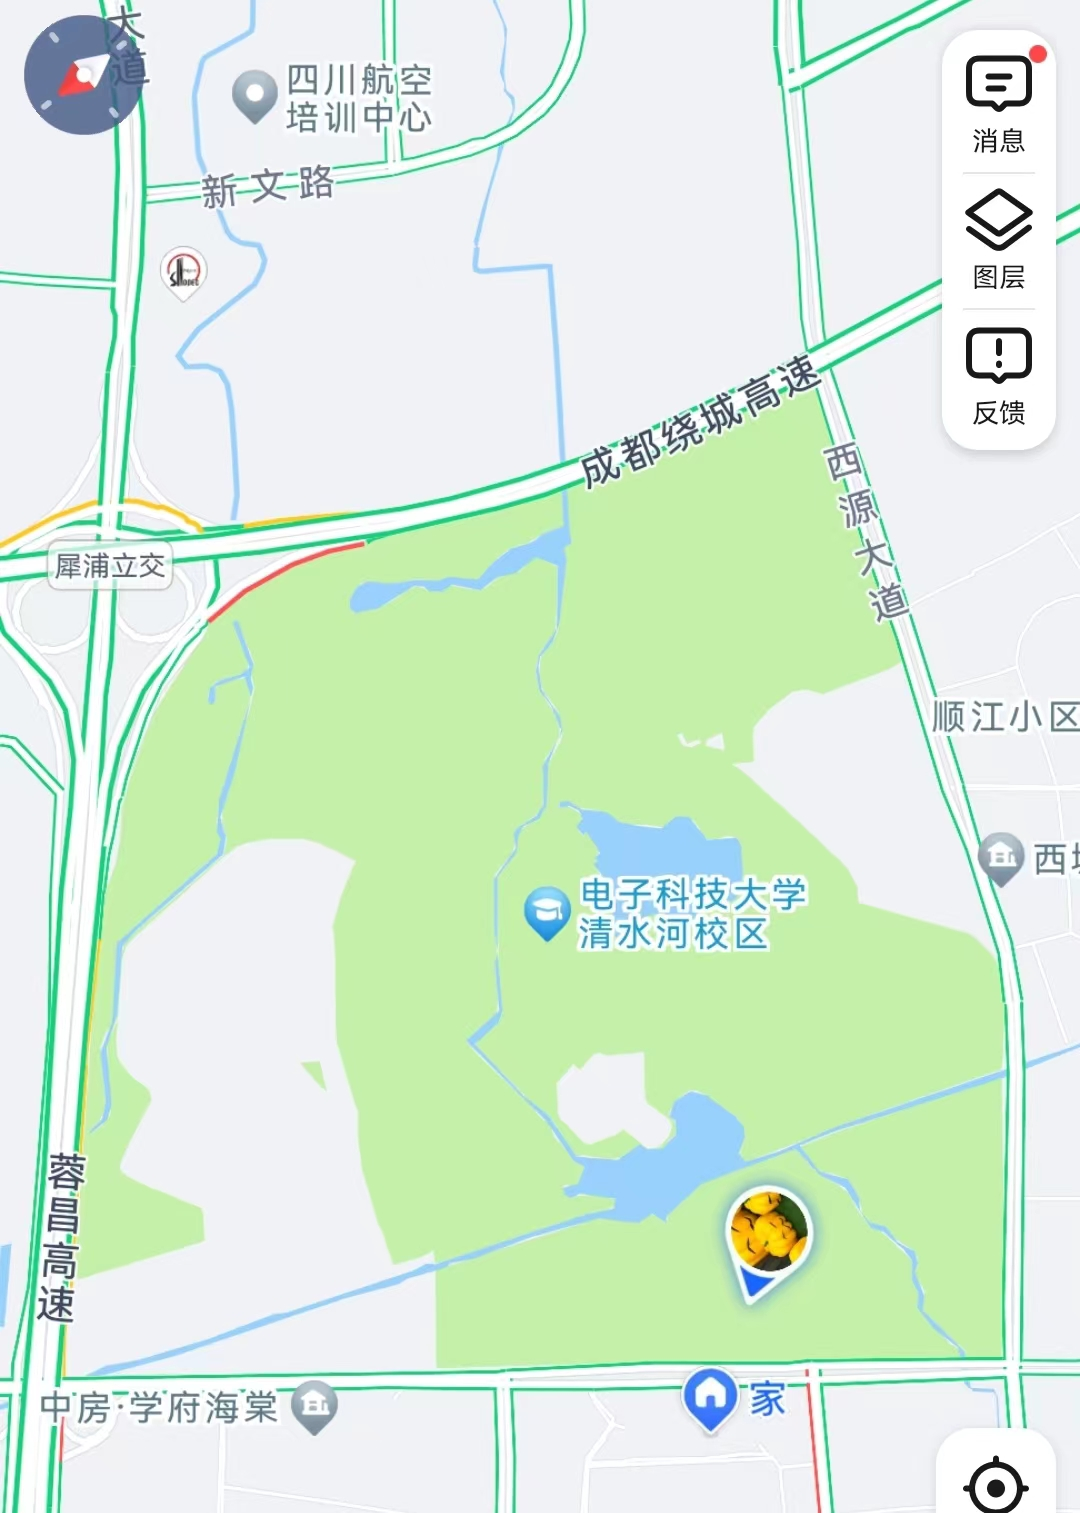 大道
四川航空
培训中心
消息
新文路
图层
反馈
成都绕城高速
西源大道
犀浦立交
顺江小区
西
电子科技大学
清水河校区
蓉昌高速
中房·学府海棠
家